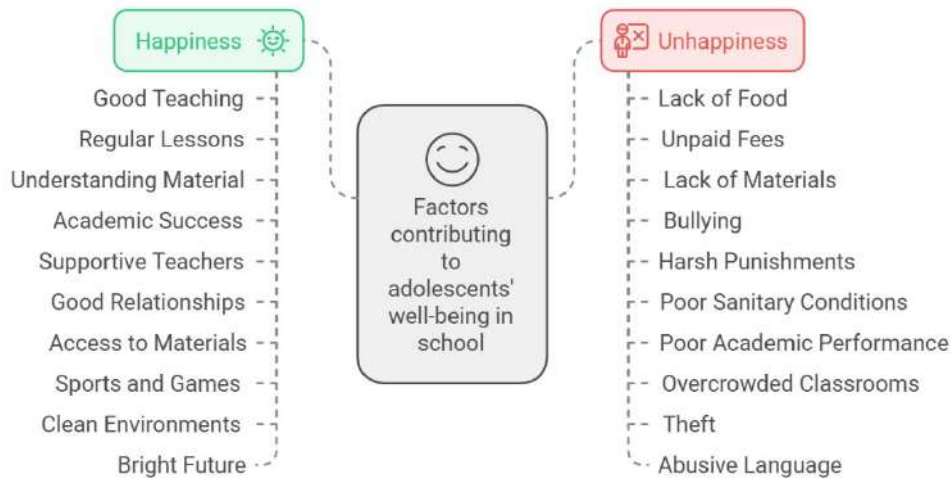 Happiness
Good Teaching
Regular Lessons
Understanding Material
Academic Success
Supportive Teachers
Good Relationships
Access to Materials
Sports and Games
Clean Environments
Bright Future
Factors
contributing
to
adolescents'
well-being in
school
Unhappiness
Lack of Food
Unpaid Fees
Lack of Materials
Bullying
Harsh Punishments
Poor Sanitary Conditions
Poor Academic Performance
Overcrowded Classrooms
Theft
Abusive Language